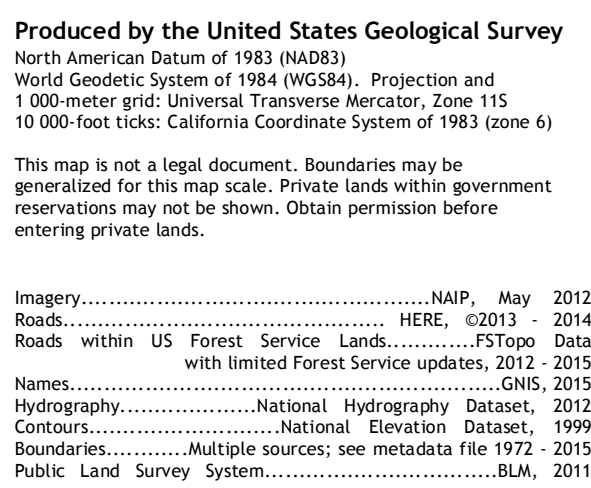 Produced by the United States Geological Survey
North American Datum of 1983 (NAD83)
World Geodetic System of 1984 (WGS84). Projection and
1 000-meter grid: Universal Transverse Mercator, Zone 11S
10 000-foot ticks: California Coordinate System of 1983 (zone 6)
This map is not a legal document. Boundaries may be
generalized for this map scale. Private lands within government
reservations may not be shown. Obtain permission before
entering private lands.
Imagery.....................................................NAIP, May 2012
Roads................................................. HERE, ©2013 - 2014
Roads within US Forest Service Lands.............FSTopo Data
with limited Forest Service updates, 2012 - 2015
Names.................................................................GNIS, 2015
Hydrography....................National Hydrography Dataset, 2012
Contours.............................National Elevation Dataset, 1999
Boundaries............Multiple sources; see metadata file 1972 - 2015
Public Land Survey System...................................BLM, 2011